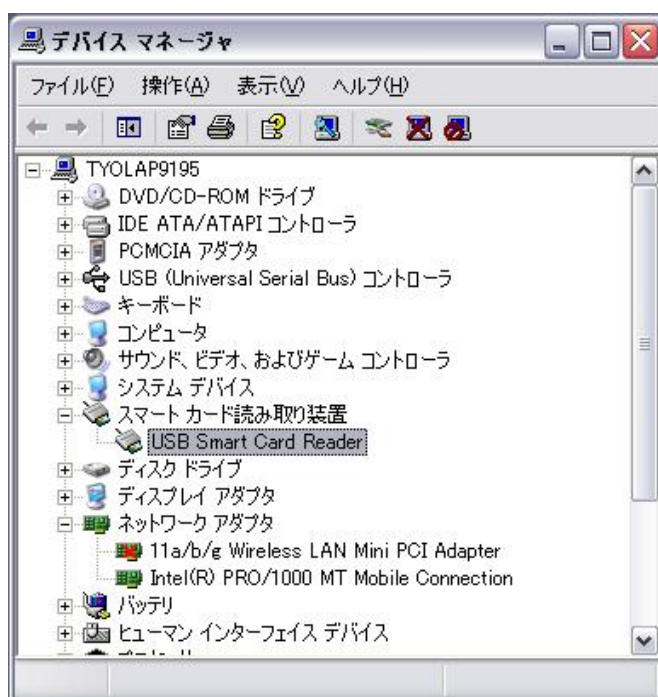 デバイス マネージャ
ファイル(F) 操作(A) 表示(V) ヘルプ(H)
TYOLAP9195
DVD/CD-ROM ドライブ
IDE ATA/ATAPI コントローラ
PCMCIA アダプタ
USB (Universal Serial Bus) コントローラ
キーボード
コンピュータ
サウンド、ビデオ、およびゲーム コントローラ
システム デバイス
スマート カード読み取り装置
USB Smart Card Reader
ディスク ドライブ
ディスプレイ アダプタ
ネットワーク アダプタ
11a/b/g Wireless LAN Mini PCI Adapter
Intel(R) PRO/1000 MT Mobile Connection
バッテリ
ヒューマン インターフェイス デバイス